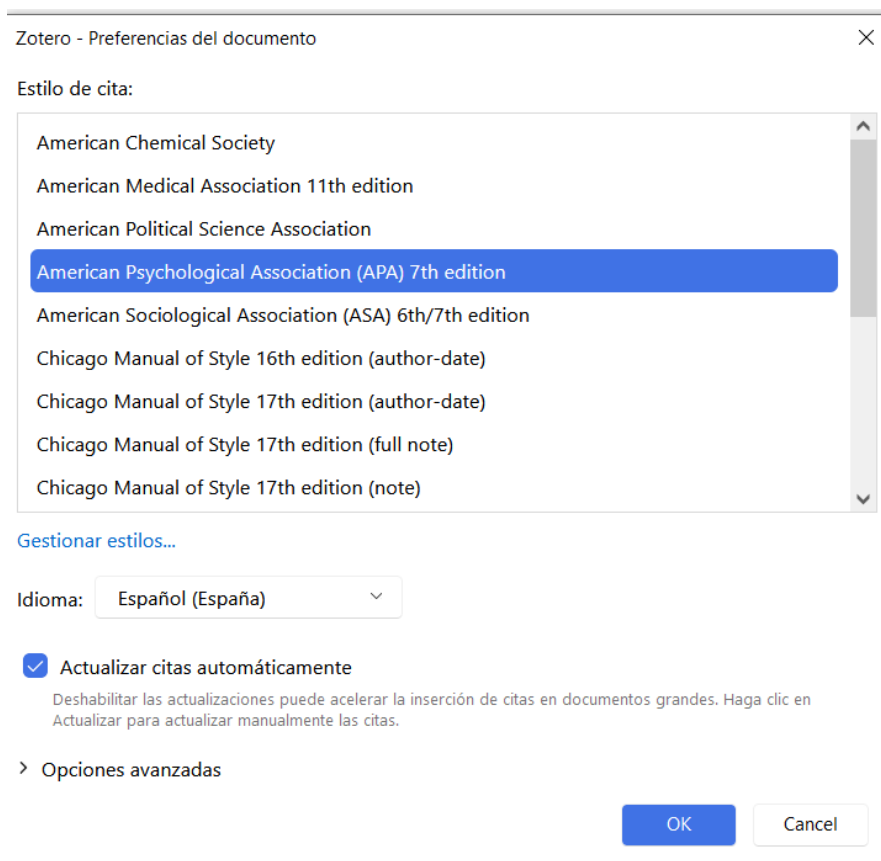 Zotero - Preferencias del documento
Estilo de cita:
American Chemical Society
American Medical Association 11th edition
American Political Science Association
American Psychological Association (APA) 7th edition
American Sociological Association (ASA) 6th/7th edition
Chicago Manual of Style 16th edition (author-date)
Chicago Manual of Style 17th edition (author-date)
Chicago Manual of Style 17th edition (full note)
Chicago Manual of Style 17th edition (note)
Gestionar estilos...
Idioma: Español (España)
Actualizar citas automáticamente
Deshabilitar las actualizaciones puede acelerar la inserción de citas en documentos grandes. Haga clic en
Actualizar para actualizar manualmente las citas.
Opciones avanzadas
OK Cancel